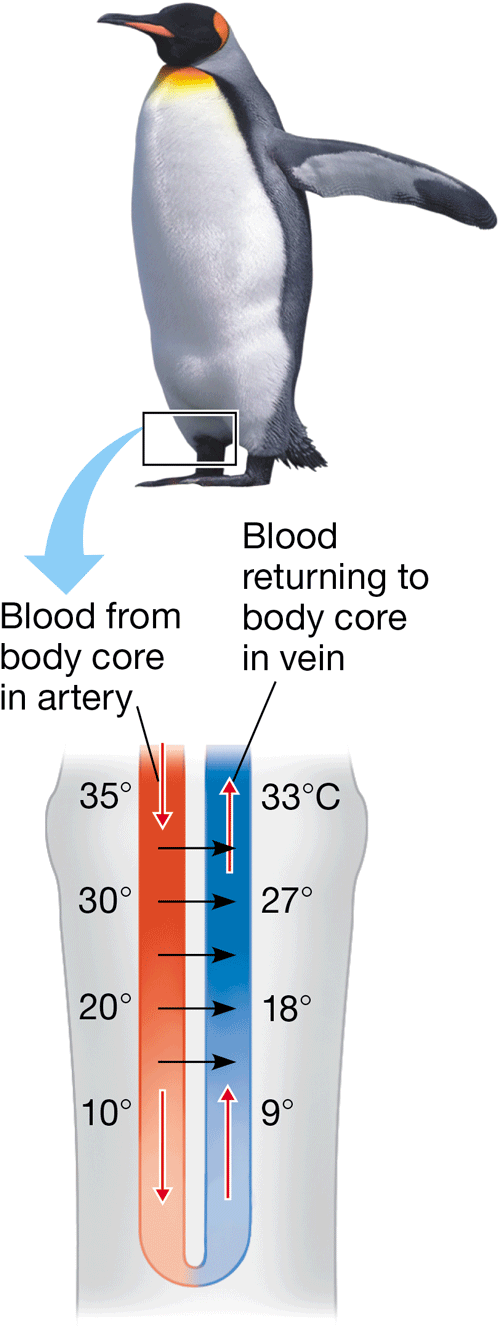 Blood
returning to
body core
in vein
Blood from
body core
in artery
35° 33°C
30° 27°
20° 18°
10° 9°